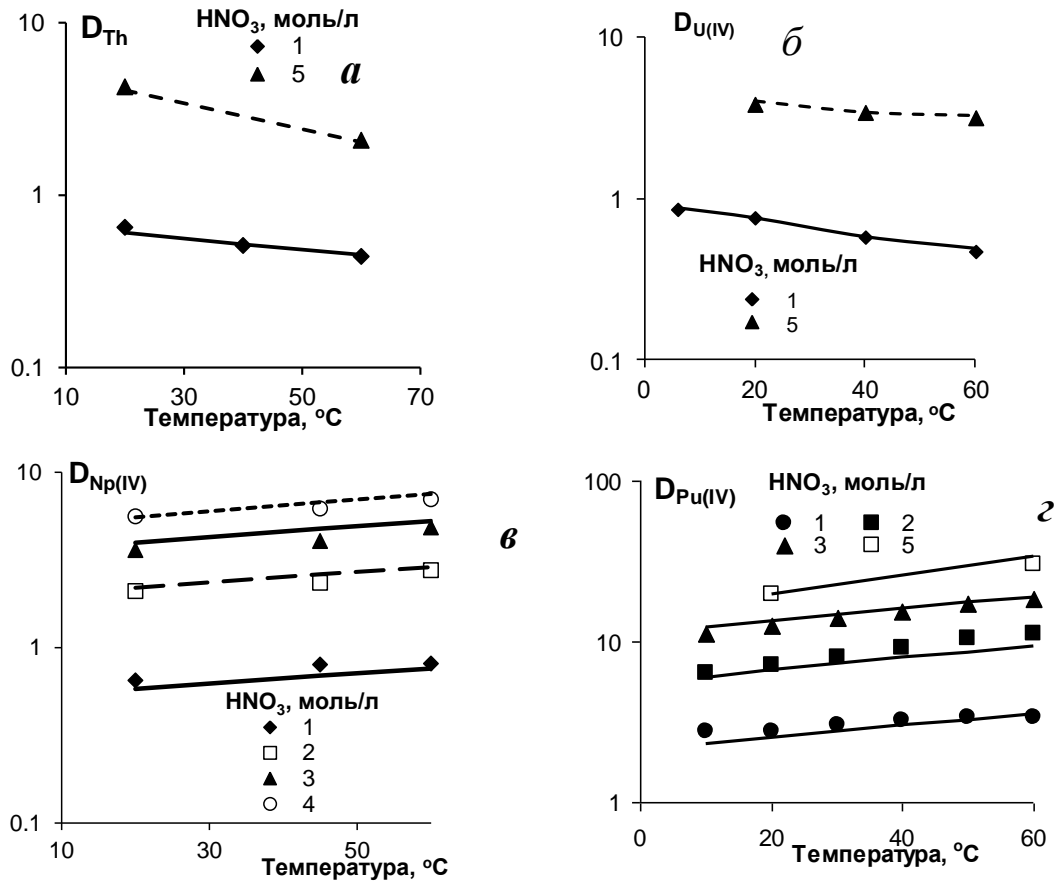 10
D_Th
HNO₃, моль/л
1
5
а
1
0.1
10 30 50 70
Температура, °С
10
D_U(IV)
б
1
HNO₃, моль/л
1
5
0.1
0 20 40 60
Температура, °С
10
D_Np(IV)
в
1
HNO₃, моль/л
1
2
3
4
0.1
10 30 50
Температура, °С
100
D_Pu(IV)
HNO₃, моль/л
1 2
3 5
г
10
1
0 20 40 60
Температура, °С